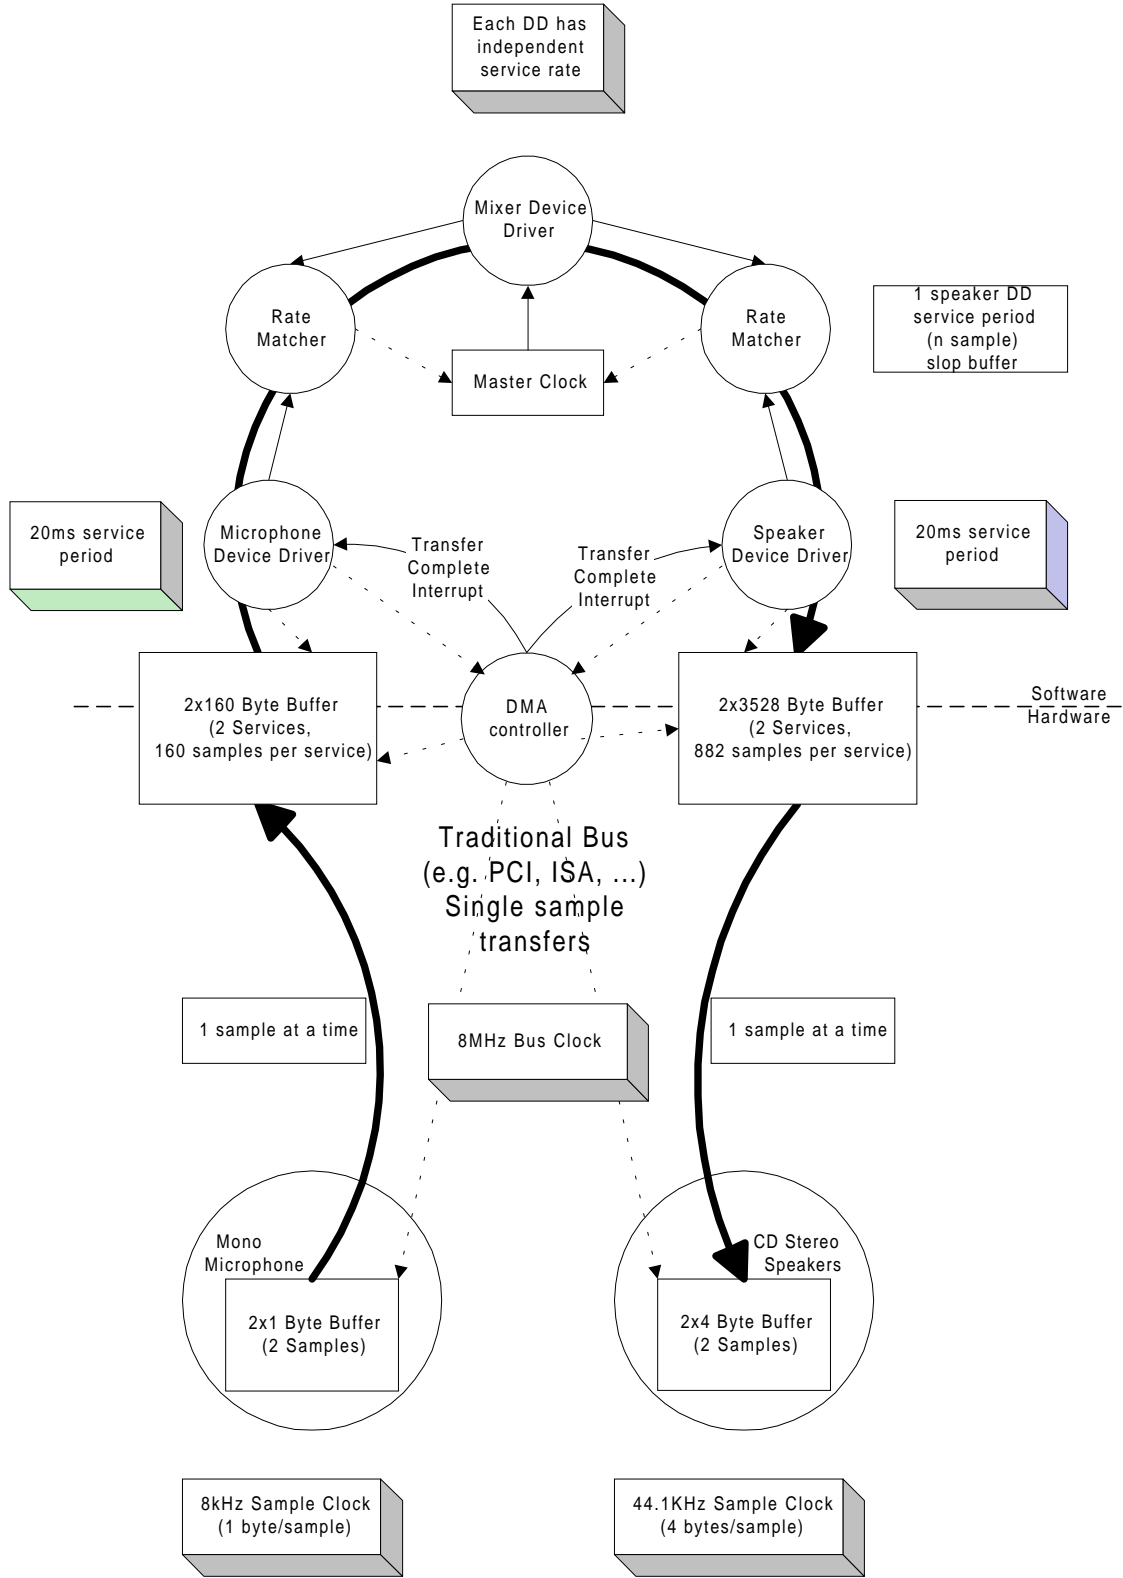 Each DD has
independent
service rate
Mixer Device
Driver
Rate
Matcher
Rate
Matcher
1 speaker DD
service period
(n sample)
slop buffer
Master Clock
20ms service
period
Microphone
Device Driver
Transfer
Complete
Interrupt
Transfer
Complete
Interrupt
Speaker
Device Driver
20ms service
period
2x160 Byte Buffer
(2 Services,
160 samples per service)
DMA
controller
2x3528 Byte Buffer
(2 Services,
882 samples per service)
Software
Hardware
Traditional Bus
(e.g. PCI, ISA, ...)
Single sample
transfers
1 sample at a time
8MHz Bus Clock
1 sample at a time
Mono
Microphone
2x1 Byte Buffer
(2 Samples)
CD Stereo
Speakers
2x4 Byte Buffer
(2 Samples)
8kHz Sample Clock
(1 byte/sample)
44.1KHz Sample Clock
(4 bytes/sample)